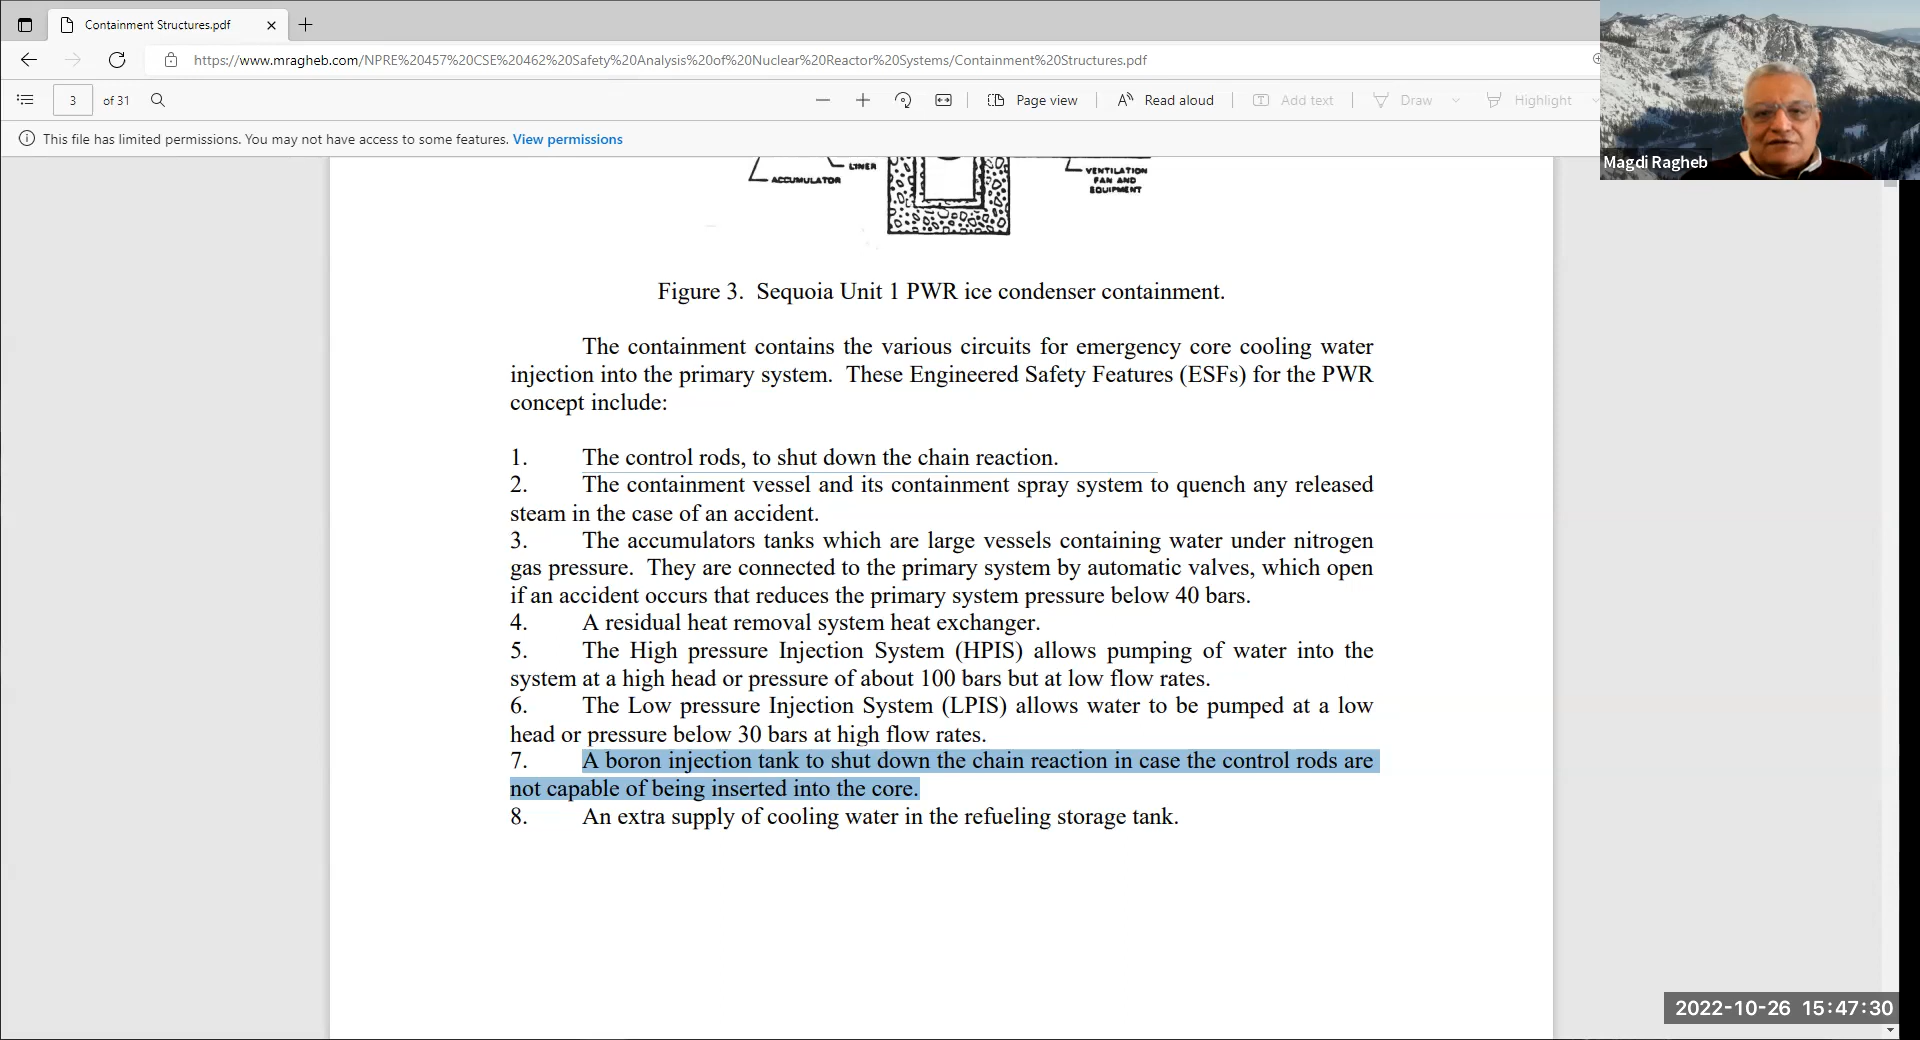 Containment Structures.pdf
https://www.mragheb.com/NPRE%20457%20CSE%20462%20Safety%20Analysis%20of%20Nuclear%20Reactor%20Systems/Containment%20Structures.pdf
3 of 31
Page view
Read aloud
Add text
Draw
Highlight
This file has limited permissions. You may not have access to some features. View permissions
Magdi Ragheb
LINER
ACCUMULATOR
VENTILATION
FAN AND
EQUIPMENT
Figure 3. Sequoia Unit 1 PWR ice condenser containment.
The containment contains the various circuits for emergency core cooling water
injection into the primary system. These Engineered Safety Features (ESFs) for the PWR
concept include:
1. The control rods, to shut down the chain reaction.
2. The containment vessel and its containment spray system to quench any released
steam in the case of an accident.
3. The accumulators tanks which are large vessels containing water under nitrogen
gas pressure. They are connected to the primary system by automatic valves, which open
if an accident occurs that reduces the primary system pressure below 40 bars.
4. A residual heat removal system heat exchanger.
5. The High pressure Injection System (HPIS) allows pumping of water into the
system at a high head or pressure of about 100 bars but at low flow rates.
6. The Low pressure Injection System (LPIS) allows water to be pumped at a low
head or pressure below 30 bars at high flow rates.
7. A boron injection tank to shut down the chain reaction in case the control rods are
not capable of being inserted into the core.
8. An extra supply of cooling water in the refueling storage tank.
2022-10-26 15:47:30